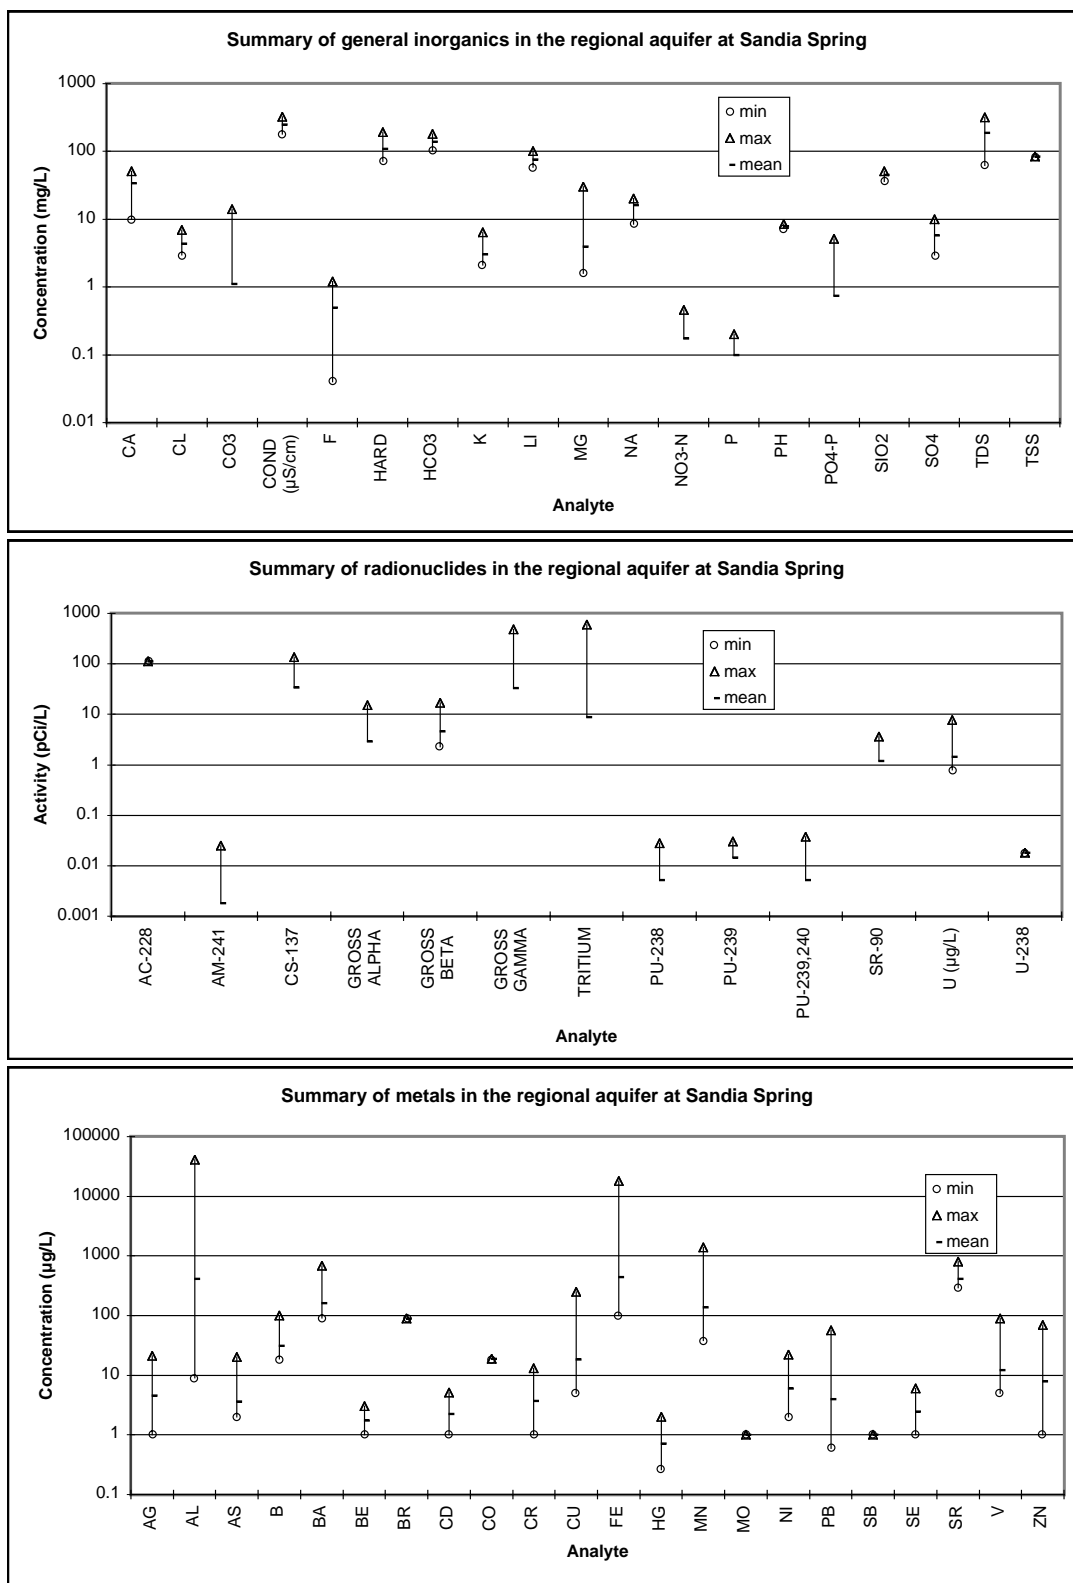 Summary of general inorganics in the regional aquifer at Sandia Spring
1000
100
10
1
0.1
0.01
Concentration (mg/L)
min
max
mean
CA
CL
CO3
COND
(µS/cm)
F
HARD
HCO3
K
LI
MG
NA
NO3-N
P
PH
PO4-P
SIO2
SO4
TDS
TSS
Analyte
Summary of radionuclides in the regional aquifer at Sandia Spring
1000
100
10
1
0.1
0.01
0.001
Activity (pCi/L)
min
max
mean
AC-228
AM-241
CS-137
GROSS
ALPHA
GROSS
BETA
GROSS
GAMMA
TRITIUM
PU-238
PU-239
PU-239,240
SR-90
U (µg/L)
U-238
Analyte
Summary of metals in the regional aquifer at Sandia Spring
100000
10000
1000
100
10
1
0.1
Concentration (µg/L)
min
max
mean
AG
AL
AS
B
BA
BE
BR
CD
CO
CR
CU
FE
HG
MN
MO
NI
PB
SB
SE
SR
V
ZN
Analyte